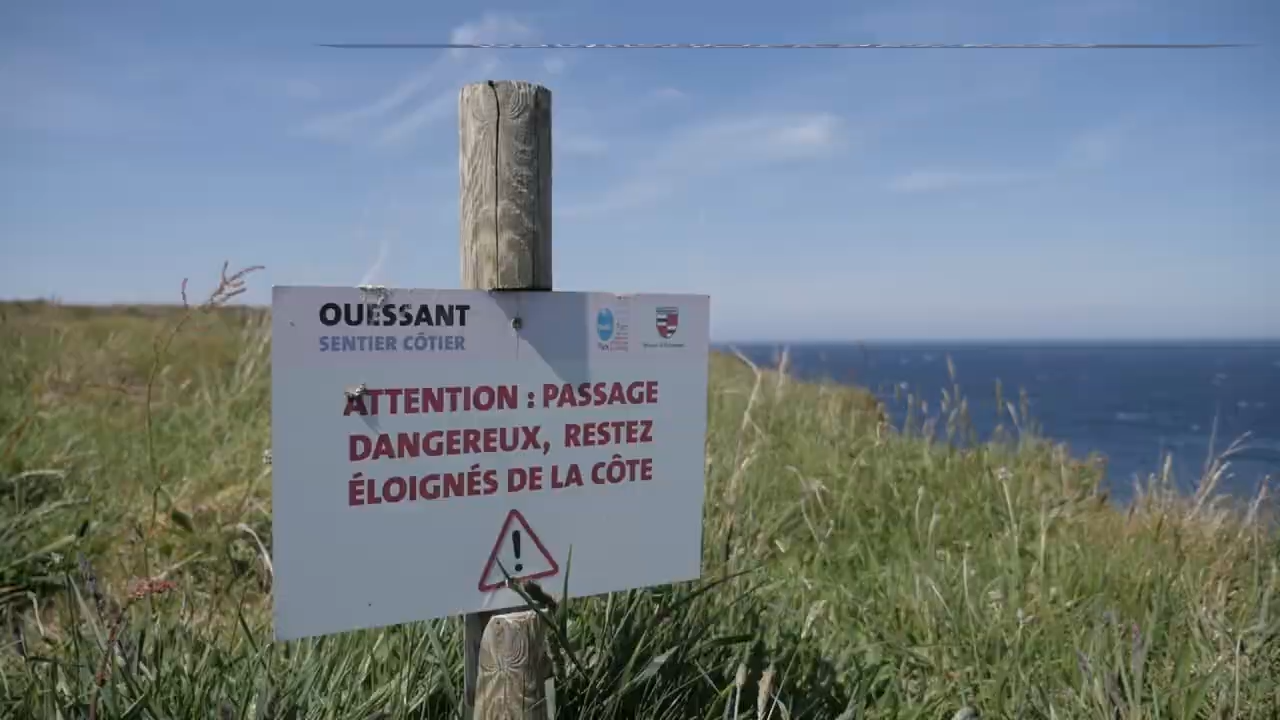 OUESSANT
SENTIER CÔTIER
ATTENTION : PASSAGE
DANGEREUX, RESTEZ
ÉLOIGNÉS DE LA CÔTE
!